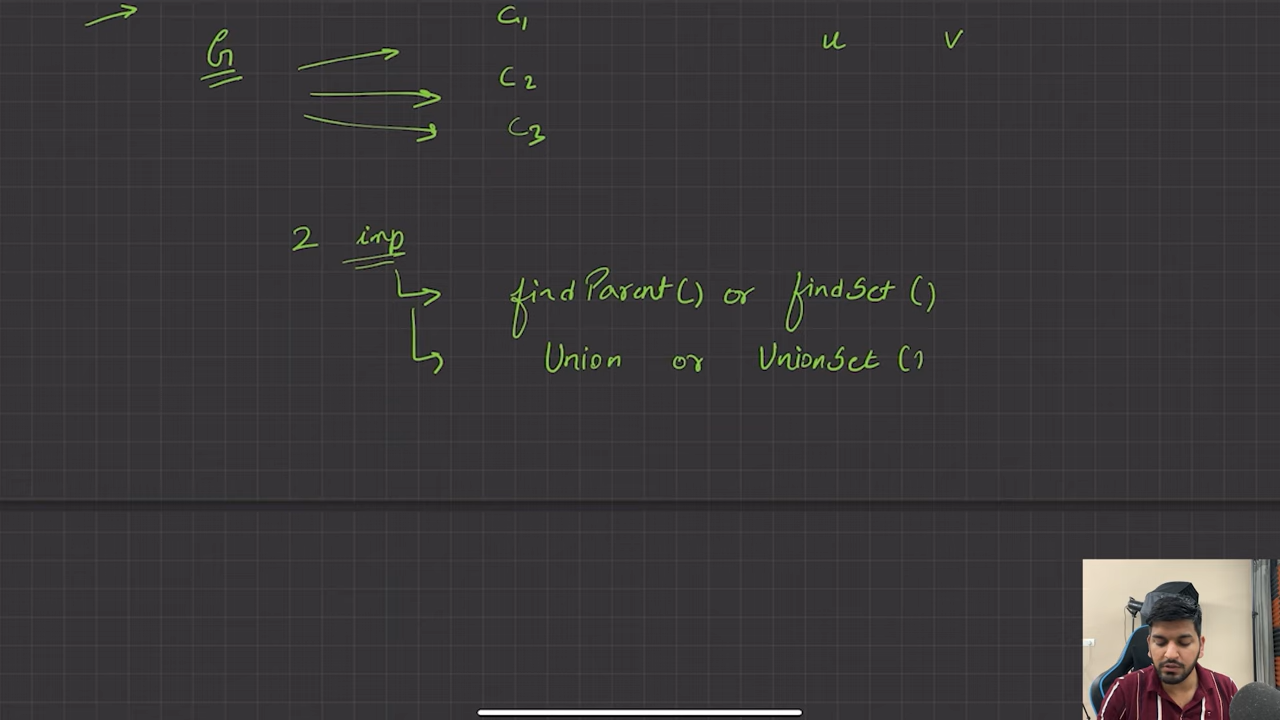 C1
G u v
C2
C3
2 imp
findParent() or findSet()
Union or UnionSet()